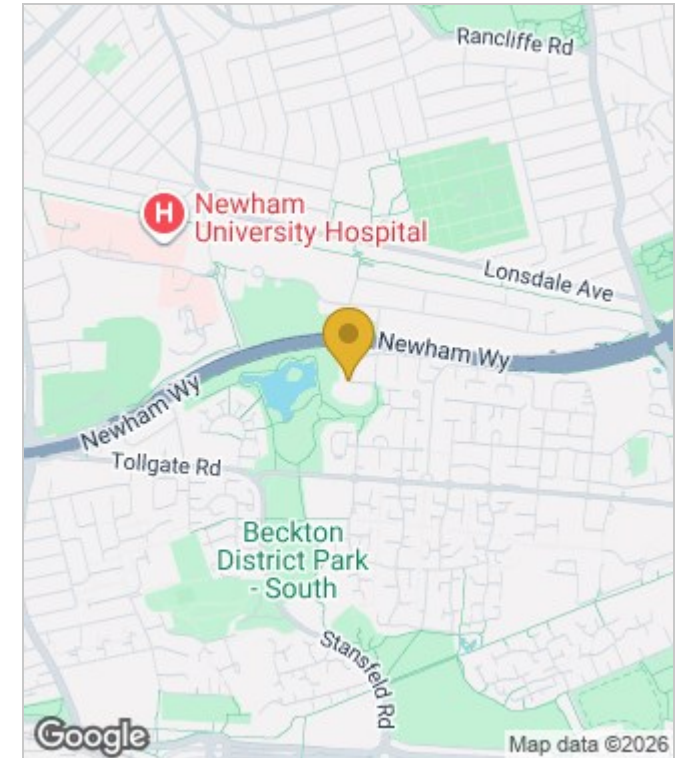 Rancliffe Rd
H
Newham
University Hospital
Lonsdale Ave
Newham Wy
Newham Wy
Tollgate Rd
Beckton
District Park
- South
Stansfeld Rd
Google
Map data ©2026